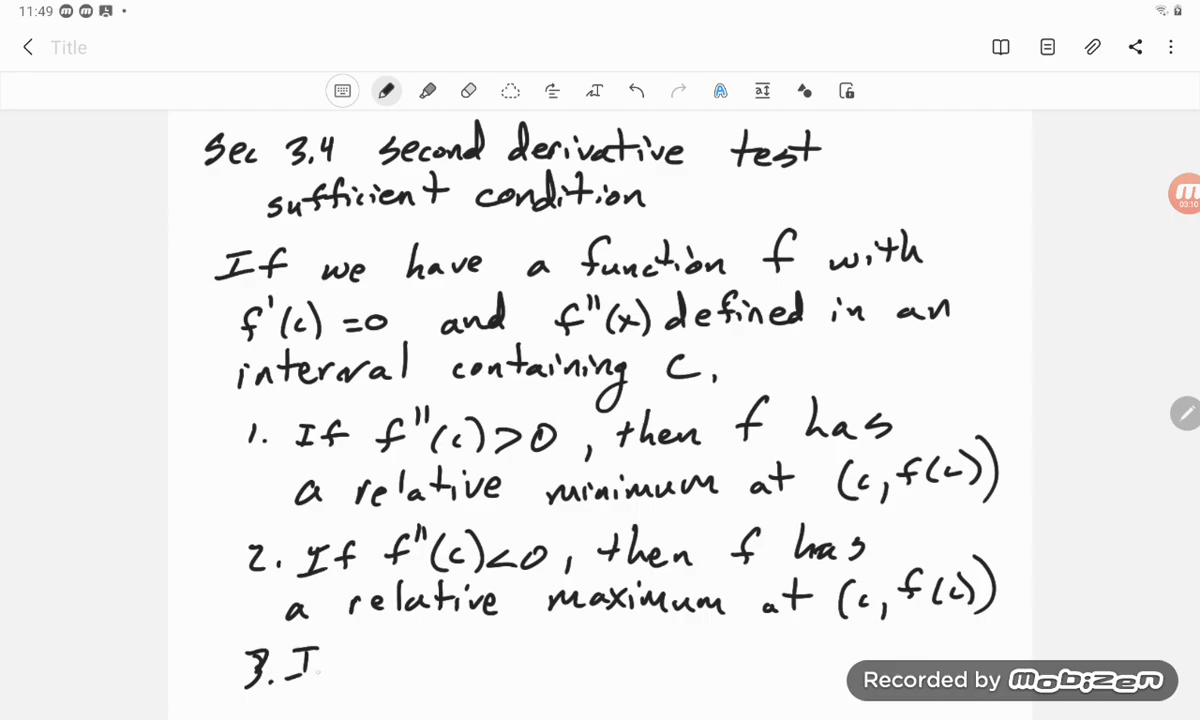 11:49
Title
Sec 3.4 second derivative test
sufficient condition
If we have a function f with
f'(c) =0 and f"(x) defined in an
interval containing c,
1. If f"(c)>0, then f has
a relative minimum at (c, f(c))
2. If f"(c)<0, then f has
a relative maximum at (c, f(c))
3. I
03:10
Recorded by mobizen